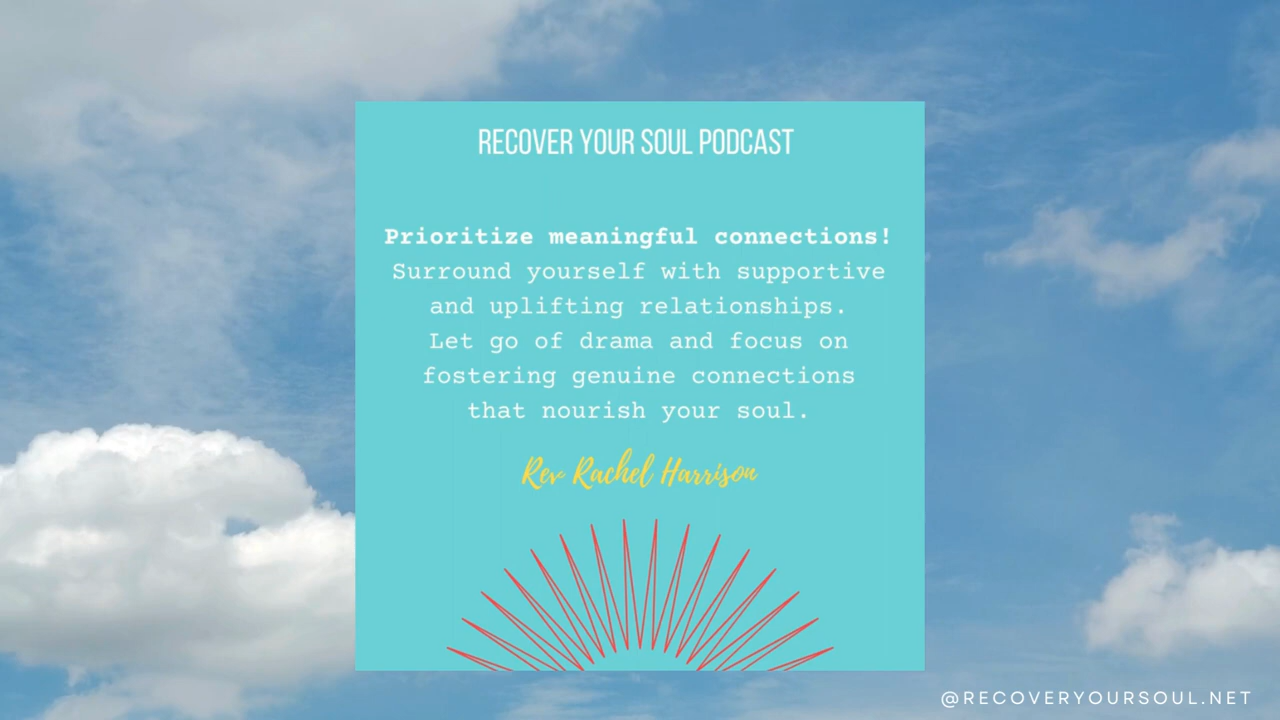 RECOVER YOUR SOUL PODCAST
Prioritize meaningful connections!
Surround yourself with supportive
and uplifting relationships.
Let go of drama and focus on
fostering genuine connections
that nourish your soul.
Rev Rachel Harrison
@RECOVERYOURSOUL.NET